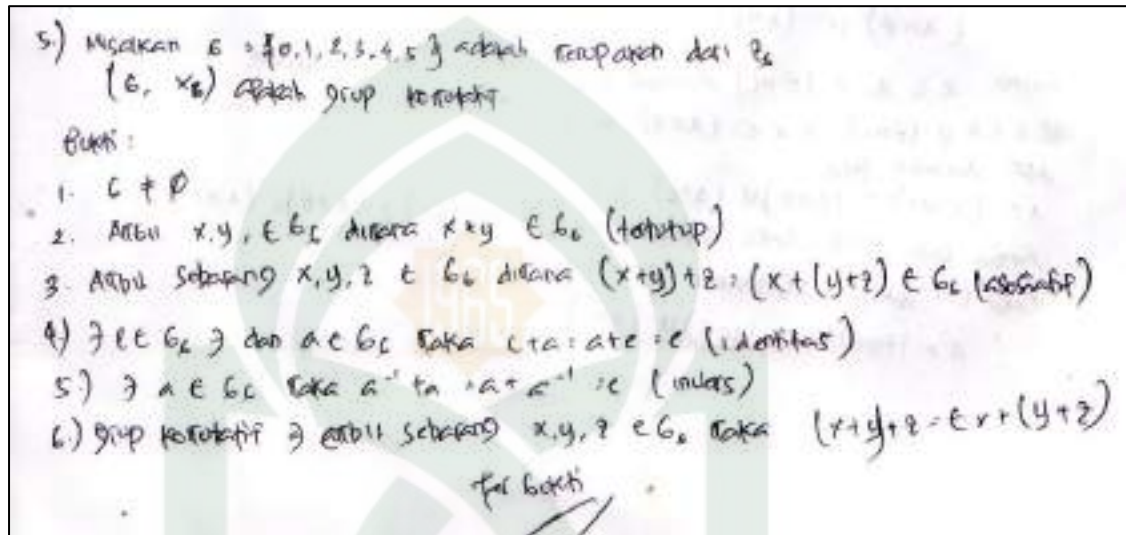 5.) Misalkan G = {0,1,2,3,4,5} adalah merupakan dari Z6
(G, ×6) adalah grup komutatif
Bukti :
1. G ≠ ∅
2. Ambil x,y, ∈ G6 dimana x*y ∈ G6 (tertutup)
3. Ambil sebarang x,y,z ∈ G6 dimana (x+y)+z = (x+(y+z) ∈ G6 (asosiatif)
4) ∃ e ∈ G6 ∋ dan a ∈ G6 maka e+a = a+e = e (identitas)
5.) ∃ a ∈ G6 maka a⁻¹ + a = a + a⁻¹ = e (invers)
6.) grup komutatif ∋ ambil sebarang x,y,z ∈ G6 maka (x+y)+z = ∈ x+(y+z)
terbukti
1965